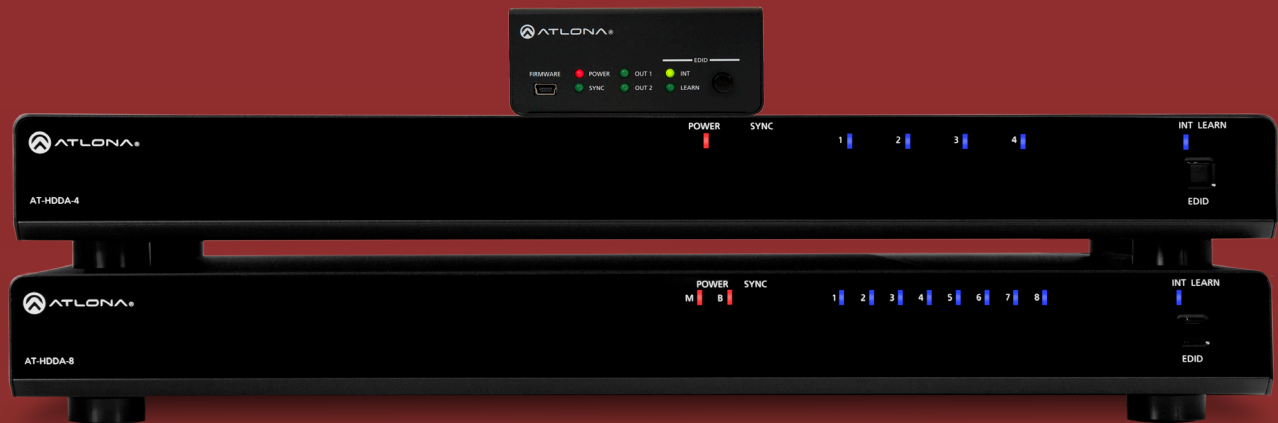 ATLONA®
EDID
FIRMWARE POWER OUT 1 INT
SYNC OUT 2 LEARN
ATLONA®
POWER SYNC INT LEARN
1 2 3 4
AT-HDDA-4
EDID
ATLONA®
POWER SYNC INT LEARN
M B 1 2 3 4 5 6 7 8
AT-HDDA-8
EDID